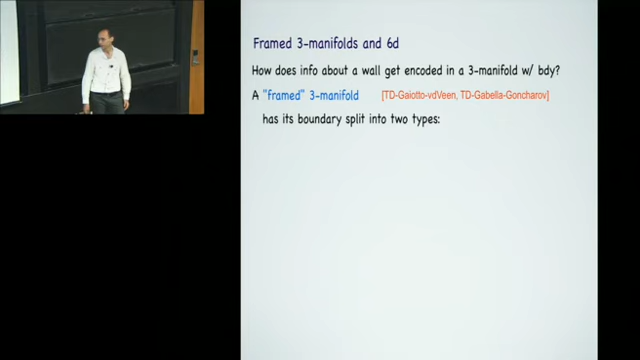 Framed 3-manifolds and 6d
How does info about a wall get encoded in a 3-manifold w/ bdy?
A "framed" 3-manifold [TD-Gaiotto-vdVeen, TD-Gabella-Goncharov]
has its boundary split into two types: